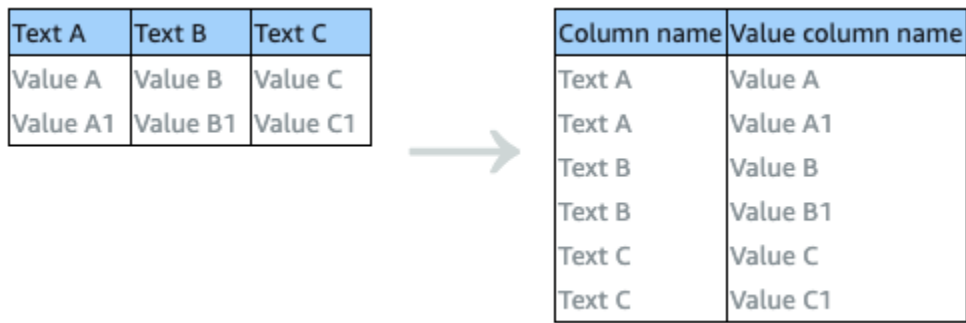 Text A Text B Text C
Value A Value B Value C
Value A1 Value B1 Value C1
Column name Value column name
Text A Value A
Text A Value A1
Text B Value B
Text B Value B1
Text C Value C
Text C Value C1